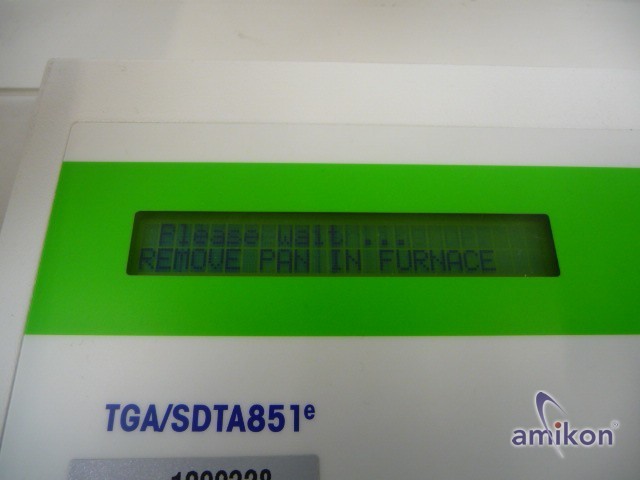 Please wait ...
REMOVE PAN IN FURNACE
TGA/SDTA851e
amikon®